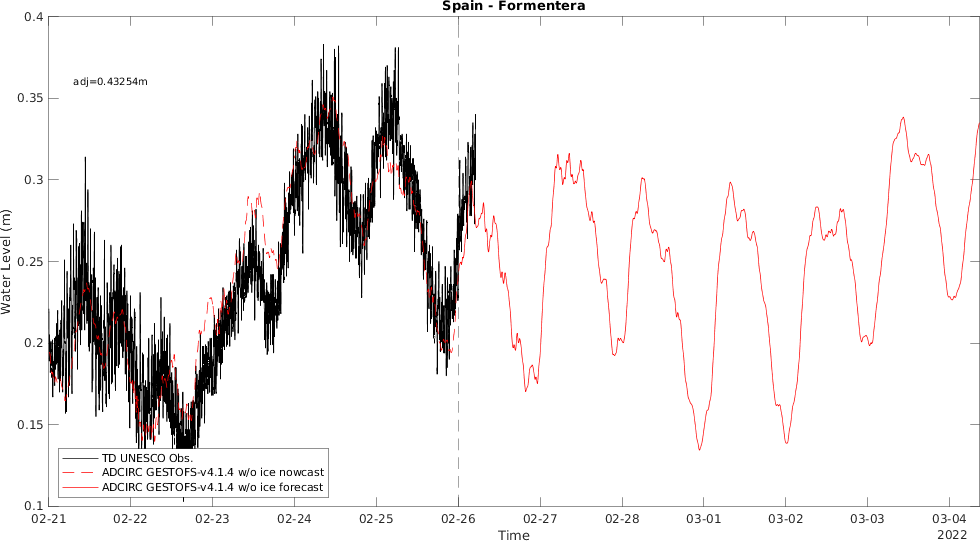 Spain - Formentera
0.4
0.35
0.3
0.25
0.2
0.15
0.1
Water Level (m)
adj=0.43254m
TD UNESCO Obs.
ADCIRC GESTOFS-v4.1.4 w/o ice nowcast
ADCIRC GESTOFS-v4.1.4 w/o ice forecast
02-21 02-22 02-23 02-24 02-25 02-26 02-27 02-28 03-01 03-02 03-03 03-04
Time
2022